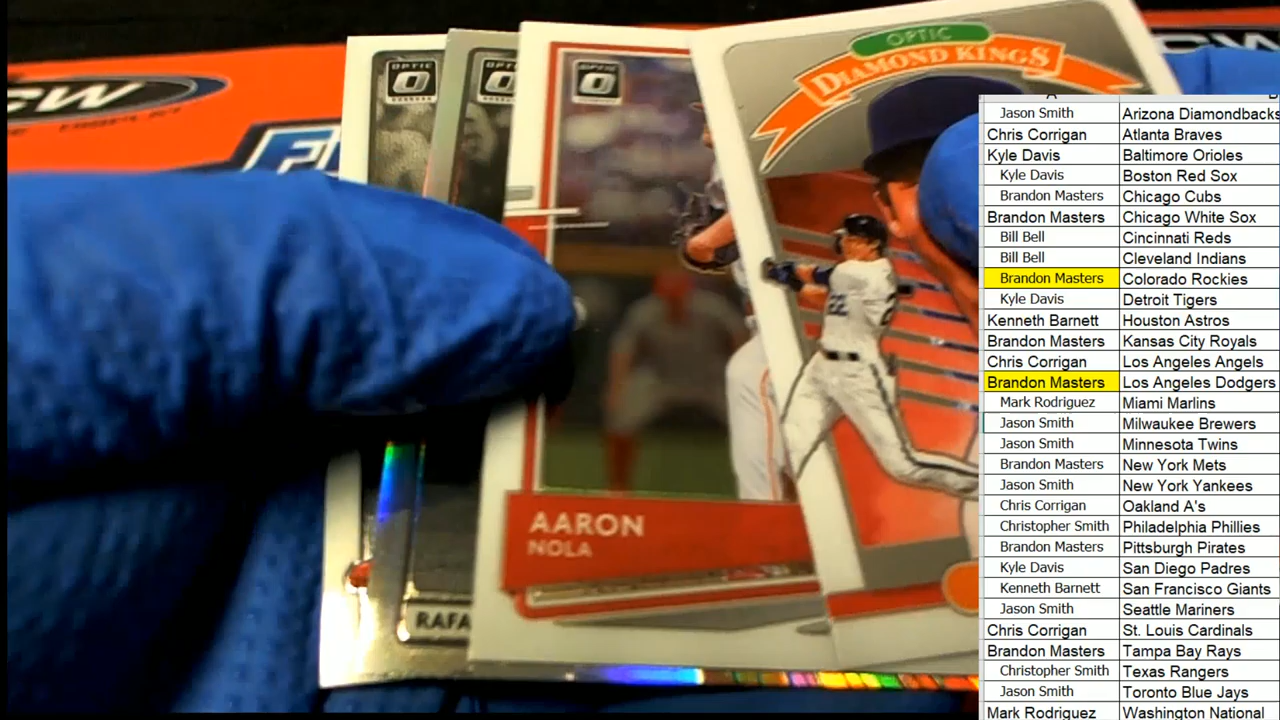 OPTIC
DIAMOND KINGS
OPTIC
OPTIC
CW
22
AARON
NOLA
RAFA
CW
Jason Smith Arizona Diamondbacks
Chris Corrigan Atlanta Braves
Kyle Davis Baltimore Orioles
Kyle Davis Boston Red Sox
Brandon Masters Chicago Cubs
Brandon Masters Chicago White Sox
Bill Bell Cincinnati Reds
Bill Bell Cleveland Indians
Brandon Masters Colorado Rockies
Kyle Davis Detroit Tigers
Kenneth Barnett Houston Astros
Brandon Masters Kansas City Royals
Chris Corrigan Los Angeles Angels
Brandon Masters Los Angeles Dodgers
Mark Rodriguez Miami Marlins
Jason Smith Milwaukee Brewers
Jason Smith Minnesota Twins
Brandon Masters New York Mets
Jason Smith New York Yankees
Chris Corrigan Oakland A's
Christopher Smith Philadelphia Phillies
Brandon Masters Pittsburgh Pirates
Kyle Davis San Diego Padres
Kenneth Barnett San Francisco Giants
Jason Smith Seattle Mariners
Chris Corrigan St. Louis Cardinals
Brandon Masters Tampa Bay Rays
Christopher Smith Texas Rangers
Jason Smith Toronto Blue Jays
Mark Rodriguez Washington National